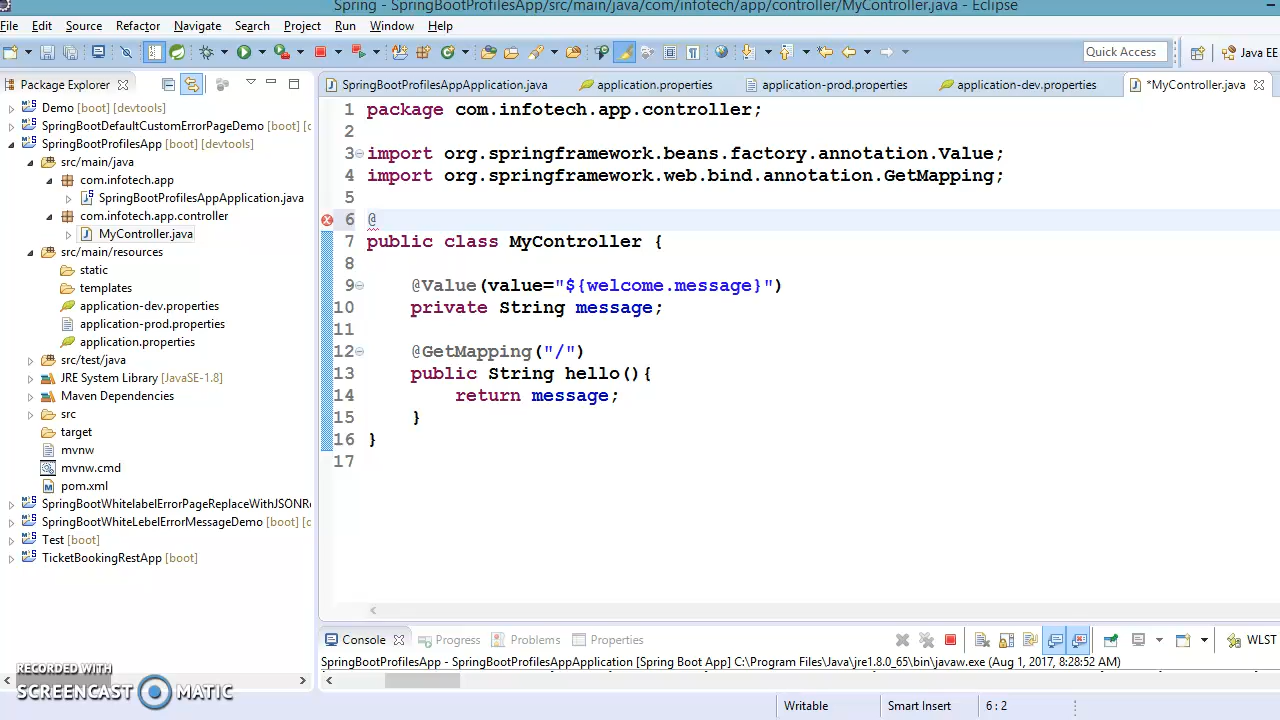 Spring - SpringBootProfilesApp/src/main/java/com/infotech/app/controller/MyController.java - Eclipse
File Edit Source Refactor Navigate Search Project Run Window Help
Quick Access
Java EE
Package Explorer
SpringBootProfilesAppApplication.java application.properties application-prod.properties application-dev.properties *MyController.java
Demo [boot] [devtools]
SpringBootDefaultCustomErrorPageDemo [boot] [c
SpringBootProfilesApp [boot] [devtools]
src/main/java
com.infotech.app
SpringBootProfilesAppApplication.java
com.infotech.app.controller
MyController.java
src/main/resources
static
templates
application-dev.properties
application-prod.properties
application.properties
src/test/java
JRE System Library [JavaSE-1.8]
Maven Dependencies
src
target
mvnw
mvnw.cmd
pom.xml
SpringBootWhitelabelErrorPageReplaceWithJSONRe
SpringBootWhiteLebelErrorMessageDemo [boot] [c
Test [boot]
TicketBookingRestApp [boot]
1 package com.infotech.app.controller;
2
3 import org.springframework.beans.factory.annotation.Value;
4 import org.springframework.web.bind.annotation.GetMapping;
5
6 @
7 public class MyController {
8
9 @Value(value="${welcome.message}")
10 private String message;
11
12 @GetMapping("/")
13 public String hello(){
14 return message;
15 }
16 }
17
Console Progress Problems Properties
WLST
SpringBootProfilesApp - SpringBootProfilesAppApplication [Spring Boot App] C:\Program Files\Java\jre1.8.0_65\bin\javaw.exe (Aug 1, 2017, 8:28:52 AM)
RECORDED WITH
SCREENCAST MATIC
Writable Smart Insert 6 : 2